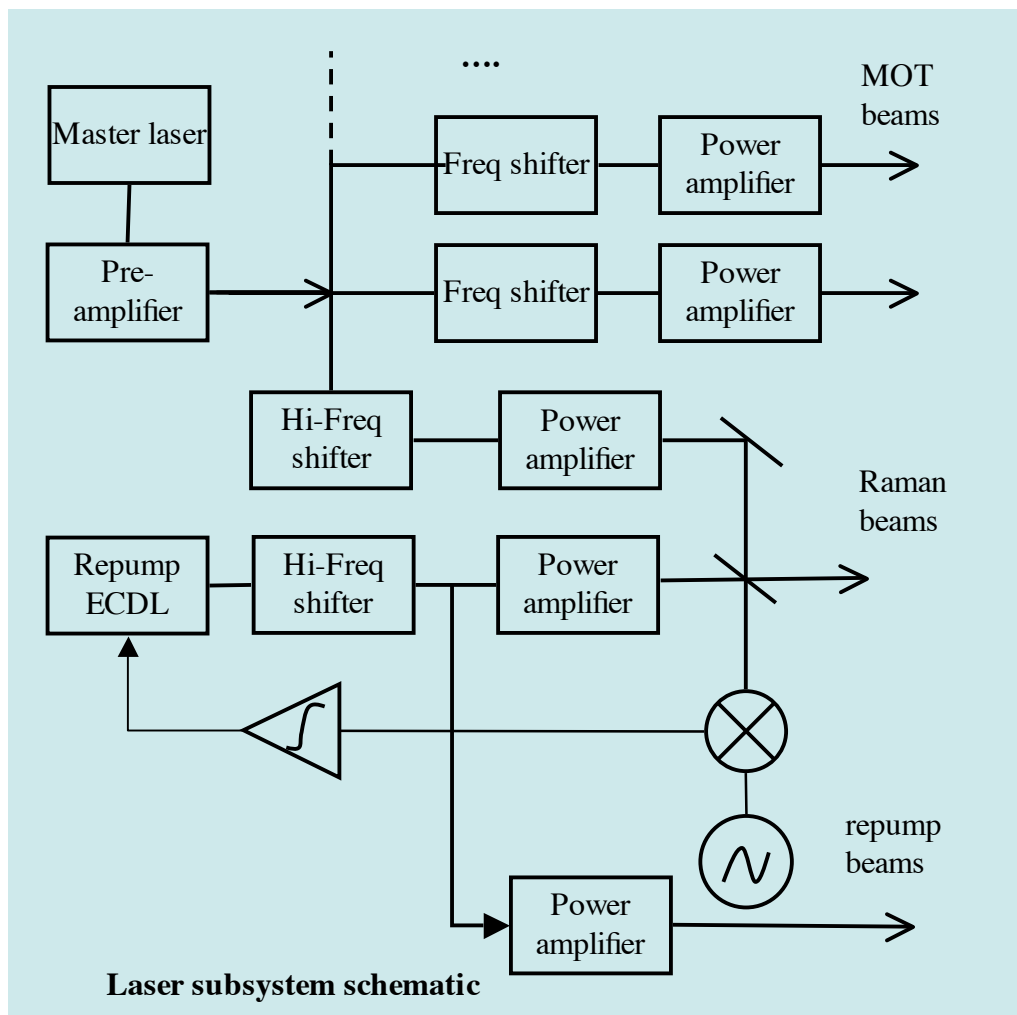 ....
MOT
beams
Master laser
Freq shifter
Power
amplifier
Pre-
amplifier
Freq shifter
Power
amplifier
Hi-Freq
shifter
Power
amplifier
Raman
beams
Repump
ECDL
Hi-Freq
shifter
Power
amplifier
repump
beams
Power
amplifier
Laser subsystem schematic